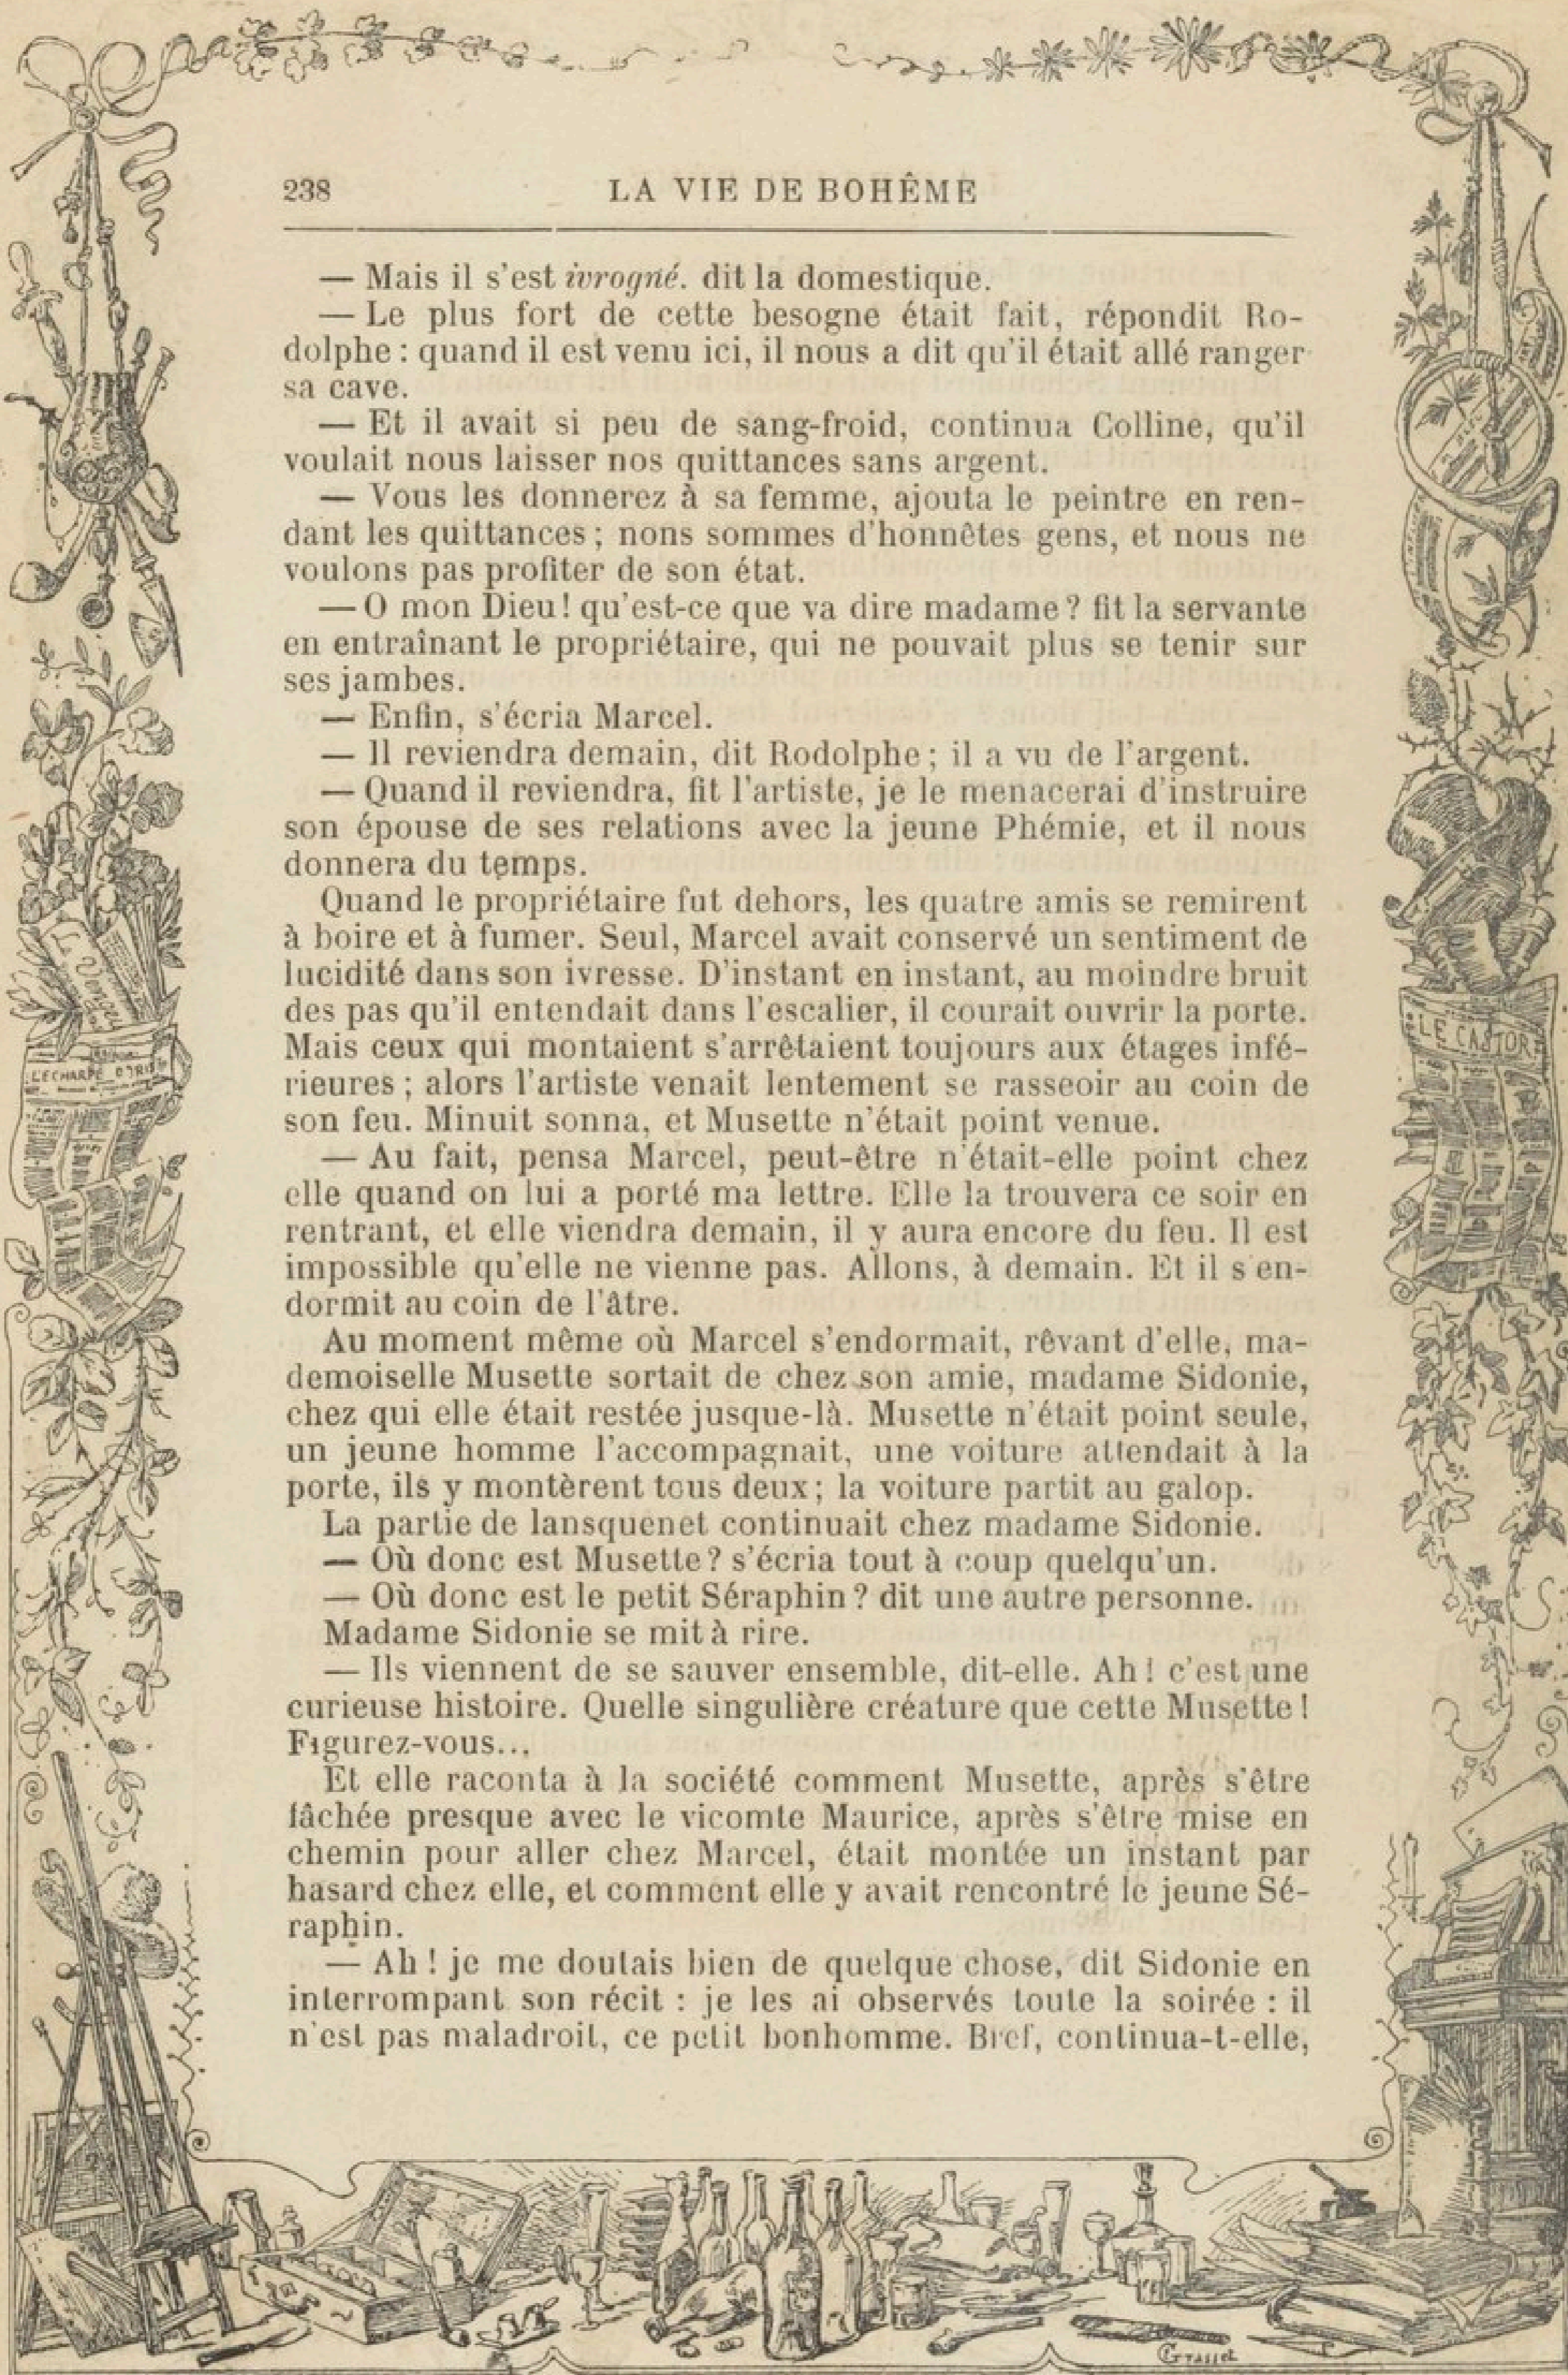 238 LA VIE DE BOHÊME
— Mais il s'est ivrogné. dit la domestique.
— Le plus fort de cette besogne était fait, répondit Ro-
dolphe : quand il est venu ici, il nous a dit qu'il était allé ranger
sa cave.
— Et il avait si peu de sang-froid, continua Colline, qu'il
voulait nous laisser nos quittances sans argent.
— Vous les donnerez à sa femme, ajouta le peintre en ren-
dant les quittances ; nons sommes d'honnêtes gens, et nous ne
voulons pas profiter de son état.
— O mon Dieu! qu'est-ce que va dire madame ? fit la servante
en entraînant le propriétaire, qui ne pouvait plus se tenir sur
ses jambes.
— Enfin, s'écria Marcel.
— Il reviendra demain, dit Rodolphe ; il a vu de l'argent.
— Quand il reviendra, fit l'artiste, je le menacerai d'instruire
son épouse de ses relations avec la jeune Phémie, et il nous
donnera du temps.
Quand le propriétaire fut dehors, les quatre amis se remirent
à boire et à fumer. Seul, Marcel avait conservé un sentiment de
lucidité dans son ivresse. D'instant en instant, au moindre bruit
des pas qu'il entendait dans l'escalier, il courait ouvrir la porte.
Mais ceux qui montaient s'arrêtaient toujours aux étages infé-
rieures ; alors l'artiste venait lentement se rasseoir au coin de
son feu. Minuit sonna, et Musette n'était point venue.
— Au fait, pensa Marcel, peut-être n'était-elle point chez
elle quand on lui a porté ma lettre. Elle la trouvera ce soir en
rentrant, et elle viendra demain, il y aura encore du feu. Il est
impossible qu'elle ne vienne pas. Allons, à demain. Et il s'en-
dormit au coin de l'âtre.
Au moment même où Marcel s'endormait, rêvant d'elle, ma-
demoiselle Musette sortait de chez son amie, madame Sidonie,
chez qui elle était restée jusque-là. Musette n'était point seule,
un jeune homme l'accompagnait, une voiture attendait à la
porte, ils y montèrent tous deux ; la voiture partit au galop.
La partie de lansquenet continuait chez madame Sidonie.
— Où donc est Musette ? s'écria tout à coup quelqu'un.
— Où donc est le petit Séraphin ? dit une autre personne.
Madame Sidonie se mit à rire.
— Ils viennent de se sauver ensemble, dit-elle. Ah ! c'est une
curieuse histoire. Quelle singulière créature que cette Musette !
Figurez-vous...
Et elle raconta à la société comment Musette, après s'être
fâchée presque avec le vicomte Maurice, après s'être mise en
chemin pour aller chez Marcel, était montée un instant par
hasard chez elle, et comment elle y avait rencontré le jeune Sé-
raphin.
— Ah ! je me doutais bien de quelque chose, dit Sidonie en
interrompant son récit : je les ai observés toute la soirée : il
n'est pas maladroit, ce petit bonhomme. Bref, continua-t-elle,
L'ECHARPE D'IRIS
LE CASTOR
Grasset